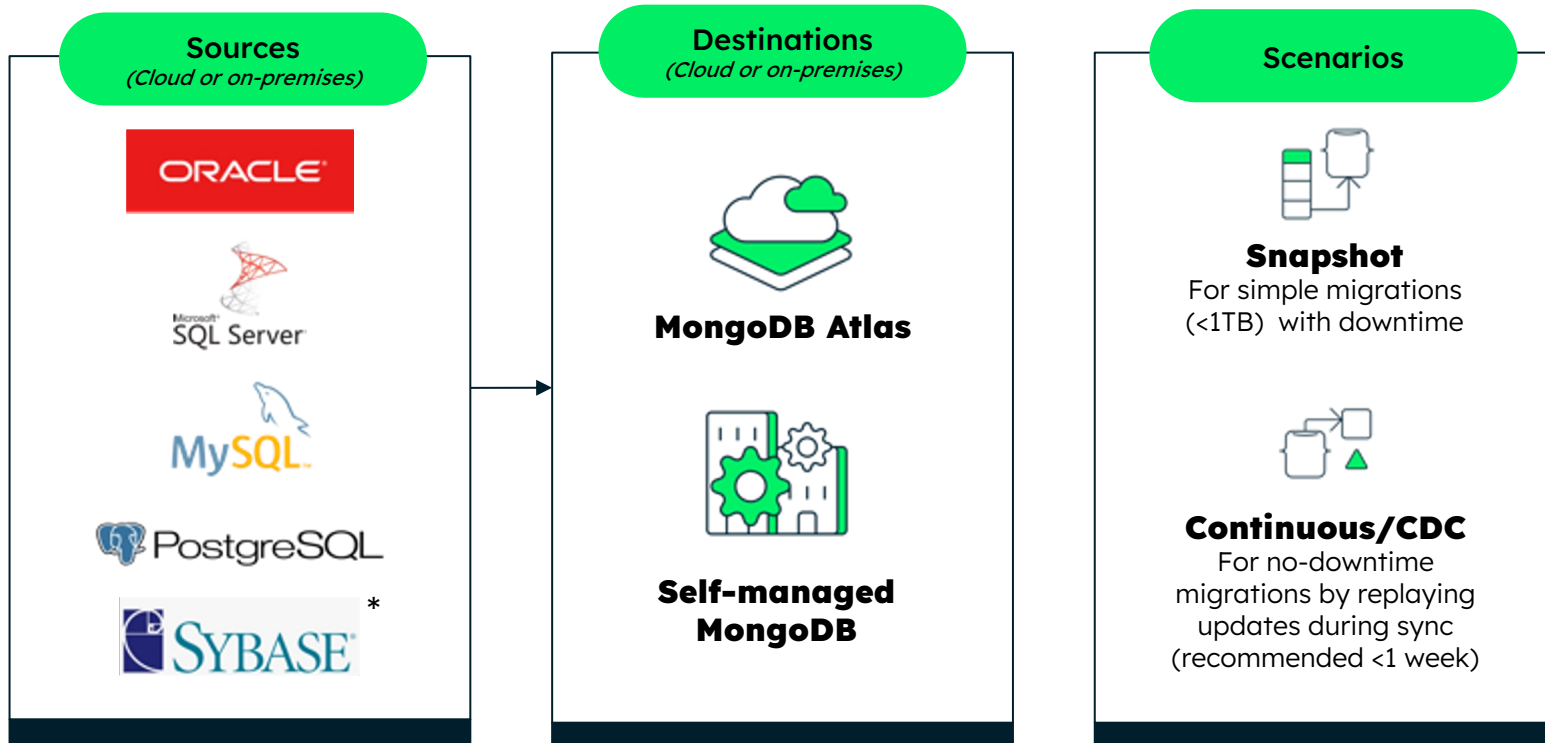 Sources
(Cloud or on-premises)
ORACLE®
Microsoft®
SQL Server®
MySQL™
PostgreSQL
SYBASE® *
Destinations
(Cloud or on-premises)
MongoDB Atlas
Self-managed
MongoDB
Scenarios
Snapshot
For simple migrations
(<1TB) with downtime
Continuous/CDC
For no-downtime
migrations by replaying
updates during sync
(recommended <1 week)